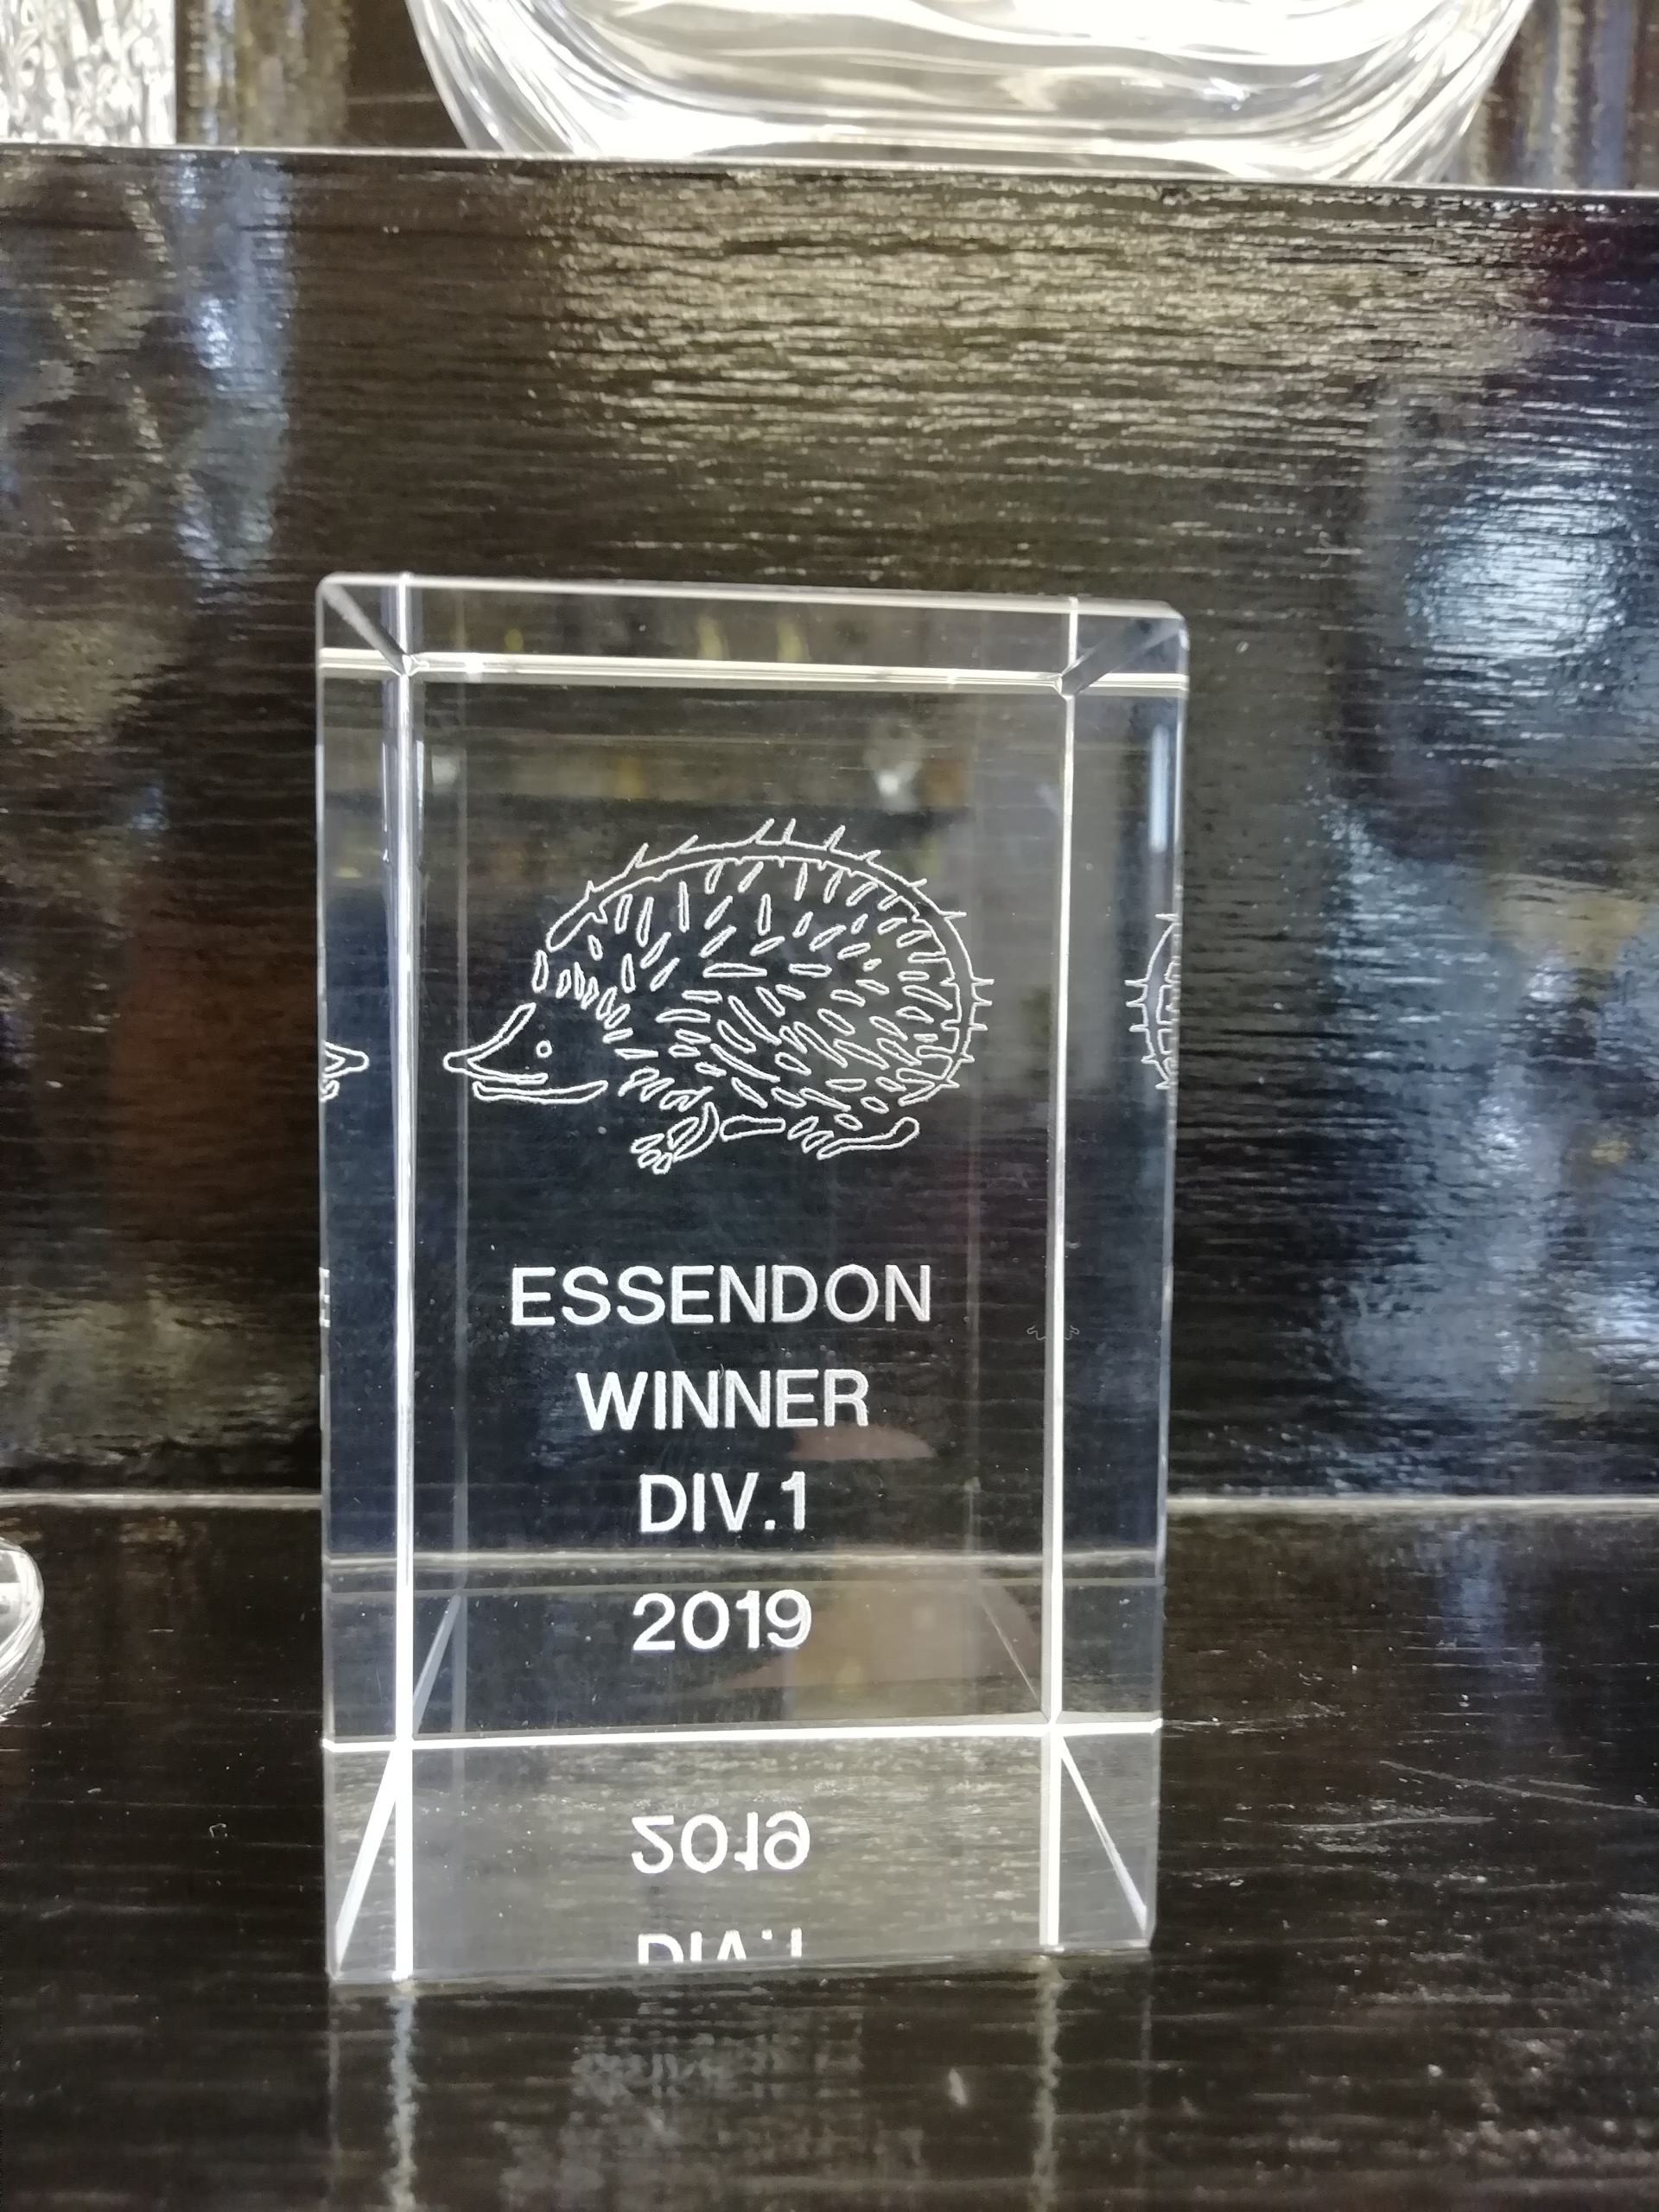 ESSENDON
WINNER
DIV.1
2019